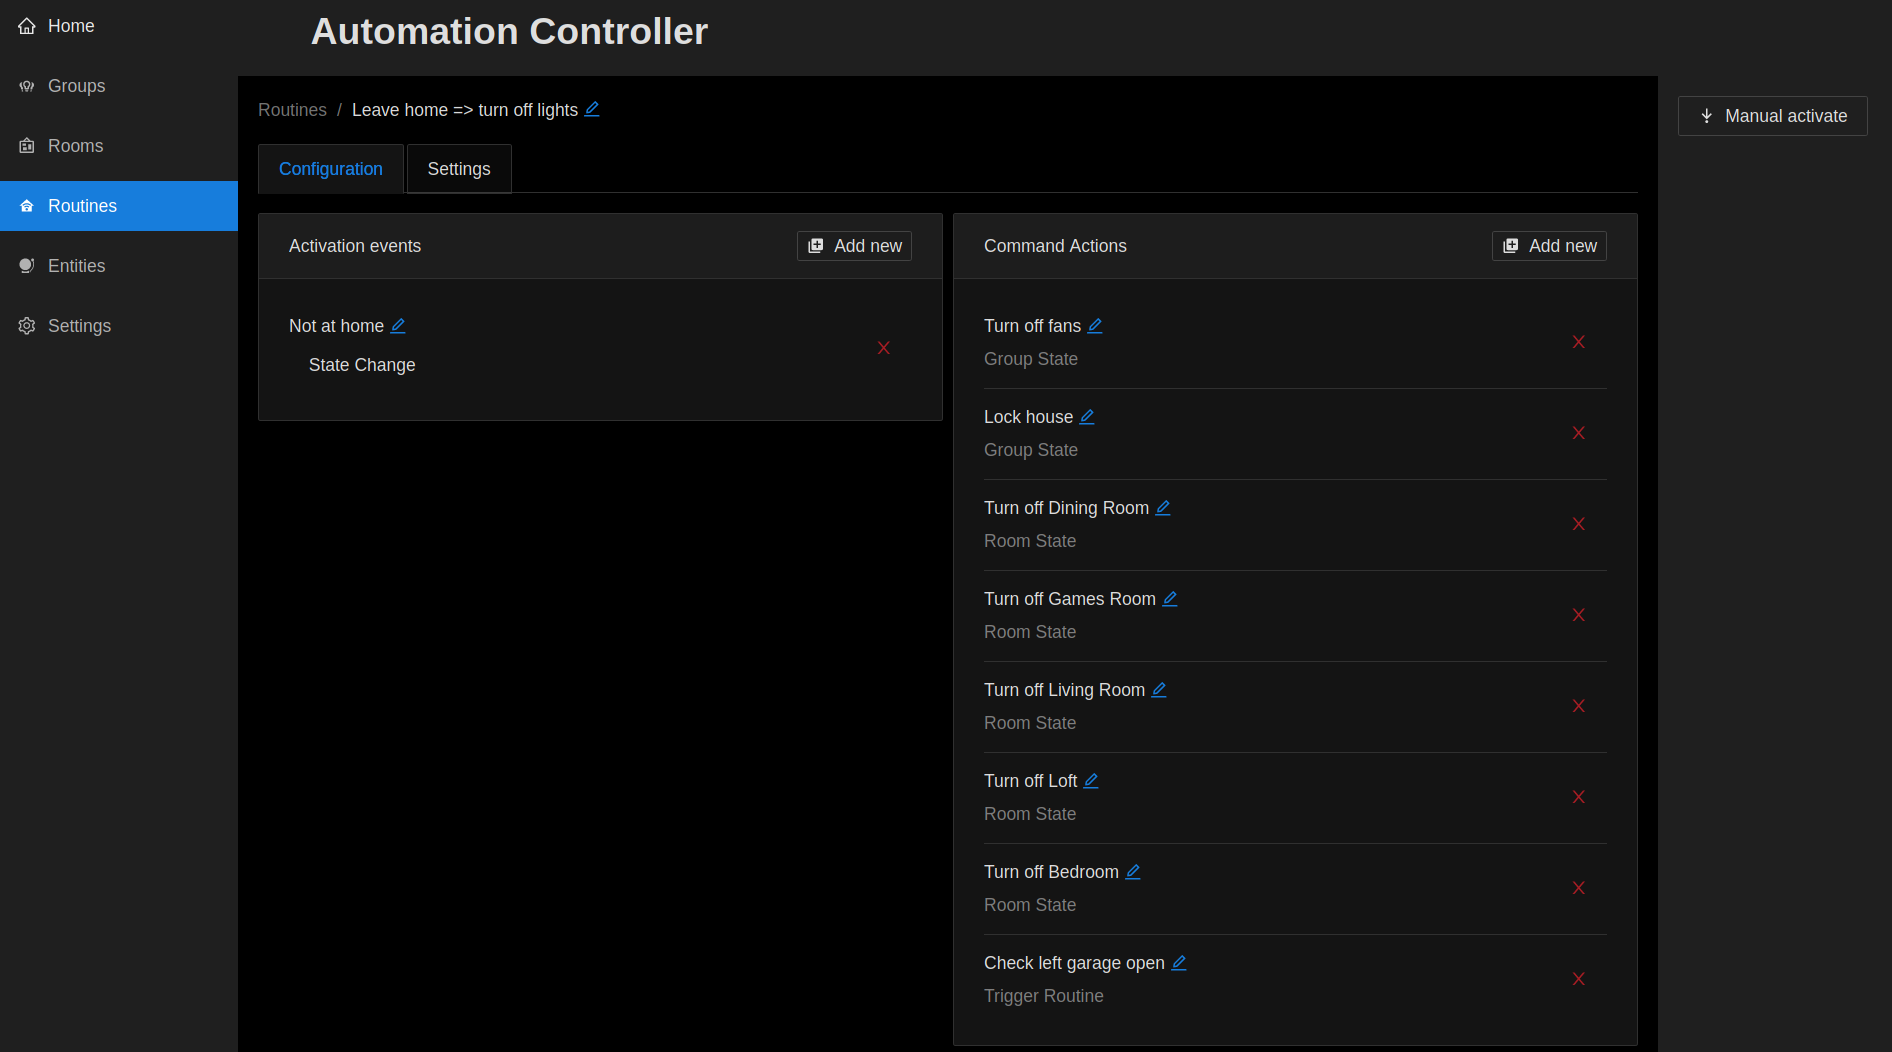 Automation Controller
Home
Groups
Rooms
Routines
Entities
Settings
Routines / Leave home => turn off lights
Manual activate
Configuration
Settings
Activation events
Add new
Not at home
State Change
Command Actions
Add new
Turn off fans
Group State
Lock house
Group State
Turn off Dining Room
Room State
Turn off Games Room
Room State
Turn off Living Room
Room State
Turn off Loft
Room State
Turn off Bedroom
Room State
Check left garage open
Trigger Routine